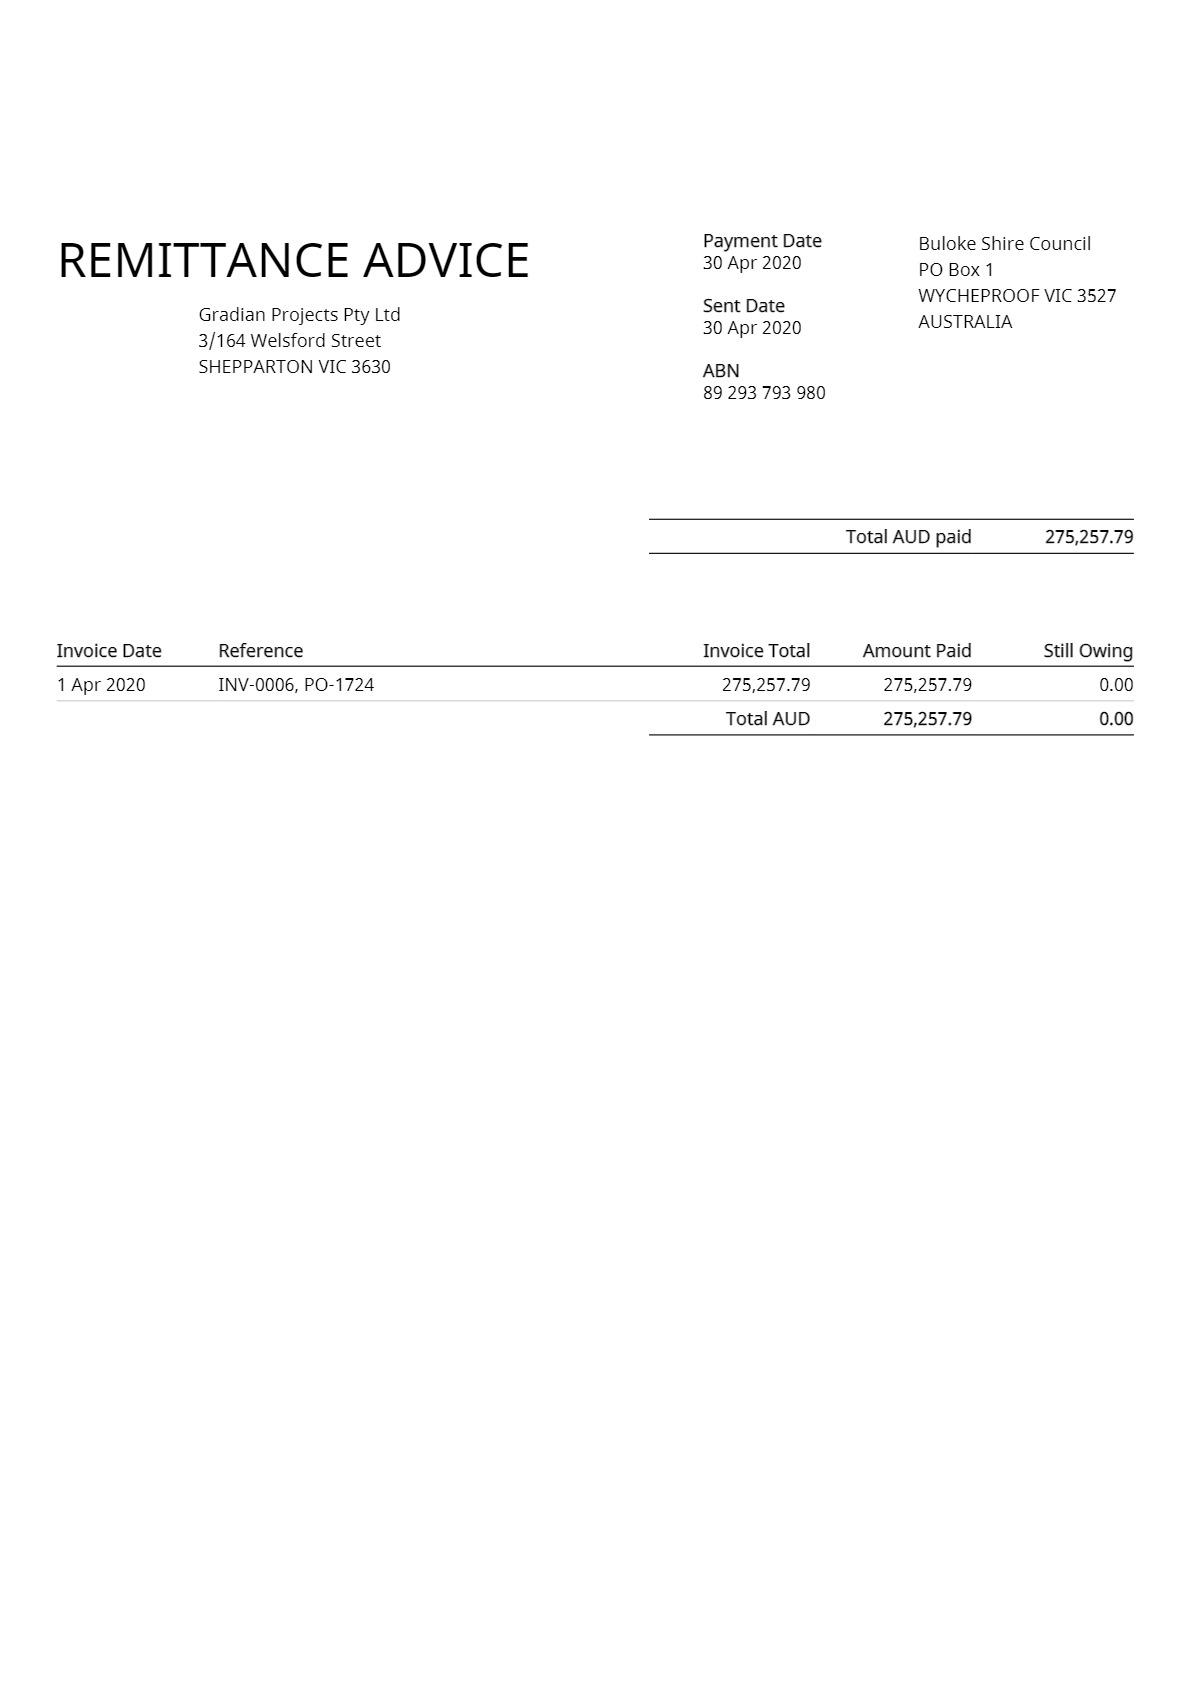 REMITTANCE ADVICE
Gradian Projects Pty Ltd
3/164 Welsford Street
SHEPPARTON VIC 3630
Payment Date
30 Apr 2020
Sent Date
30 Apr 2020
ABN
89 293 793 980
Buloke Shire Council
PO Box 1
WYCHEPROOF VIC 3527
AUSTRALIA
Total AUD paid 275,257.79
Invoice Date Reference Invoice Total Amount Paid Still Owing
1 Apr 2020 INV-0006, PO-1724 275,257.79 275,257.79 0.00
Total AUD 275,257.79 0.00